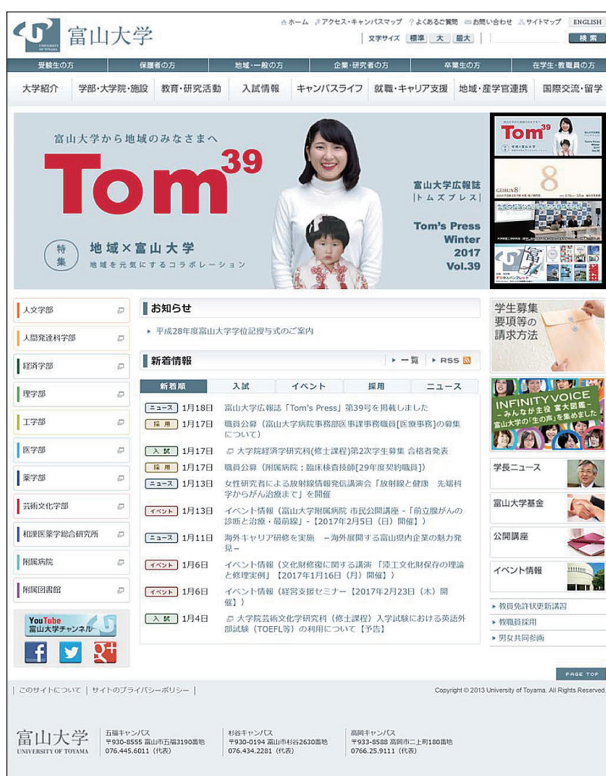 ホーム アクセス・キャンパスマップ よくあるご質問 お問い合わせ サイトマップ ENGLISH
富山大学
UNIVERSITY OF TOYAMA
文字サイズ 標準 大 最大 検索
受験生の方 保護者の方 地域・一般の方 企業・研究者の方 卒業生の方 在学生・教職員の方
大学紹介 学部・大学院・施設 教育・研究活動 入試情報 キャンパスライフ 就職・キャリア支援 地域・産学官連携 国際交流・留学
富山大学から地域のみなさまへ
Tom39
特集
地域×富山大学
地域を元気にするコラボレーション
富山大学広報誌
|トムズプレス|
Tom's Press
Winter
2017
Vol.39
Tom39
GEIBUN8
8
人文学部
人間発達科学部
経済学部
理学部
工学部
医学部
薬学部
芸術文化学部
和漢医薬学総合研究所
附属病院
附属図書館
YouTube
富山大学チャンネル
お知らせ
平成28年度富山大学学位記授与式のご案内
新着情報 一覧 RSS
新着順 入試 イベント 採用 ニュース
ニュース 1月18日 富山大学広報誌「Tom's Press」第39号を掲載しました
採用 1月17日 職員公募（富山大学病院事務部医事課事務職員[医療事務]の募集
について）
入試 1月17日 大学院経済学研究科(修士課程)第2次学生募集 合格者発表
採用 1月17日 職員公募（附属病院：臨床検査技師[29年度契約職員]）
ニュース 1月13日 女性研究者による放射線情報発信講演会「放射線と健康 先端科
学からがん治療まで」を開催
イベント 1月13日 イベント情報（富山大学附属病院 市民公開講座-「前立腺がんの
診断と治療・最前線」-【2017年2月5日（日）開催】）
ニュース 1月11日 海外キャリア研修を実施 －海外展開する富山県内企業の魅力発
見－
イベント 1月6日 イベント情報（文化財修復に関する講演「漆工文化財保存の理論
と修理実例」【2017年1月16日（月）開催】）
イベント 1月6日 イベント情報（経営支援セミナー【2017年2月23日（木）開
催】）
入試 1月4日 大学院芸術文化学研究科（修士課程）入学試験における英語外
部試験（TOEFL等）の利用について【予告】
学生募集
要項等の
請求方法
INFINITY VOICE
－みんなが主役 富大図鑑－
富山大学の「生の声」を集めました
学長ニュース
富山大学基金
公開講座
イベント情報
教員免許状更新講習
教職員採用
男女共同参画
PAGE TOP
| このサイトについて | サイトのプライバシーポリシー |
Copyright © 2013 University of Toyama. All Rights Reserved.
富山大学
UNIVERSITY OF TOYAMA
五福キャンパス
〒930-8555 富山市五福3190番地
076.445.6011（代表）
杉谷キャンパス
〒930-0194 富山市杉谷2630番地
076.434.2281（代表）
高岡キャンパス
〒933-8588 高岡市二上町180番地
0766.25.9111（代表）